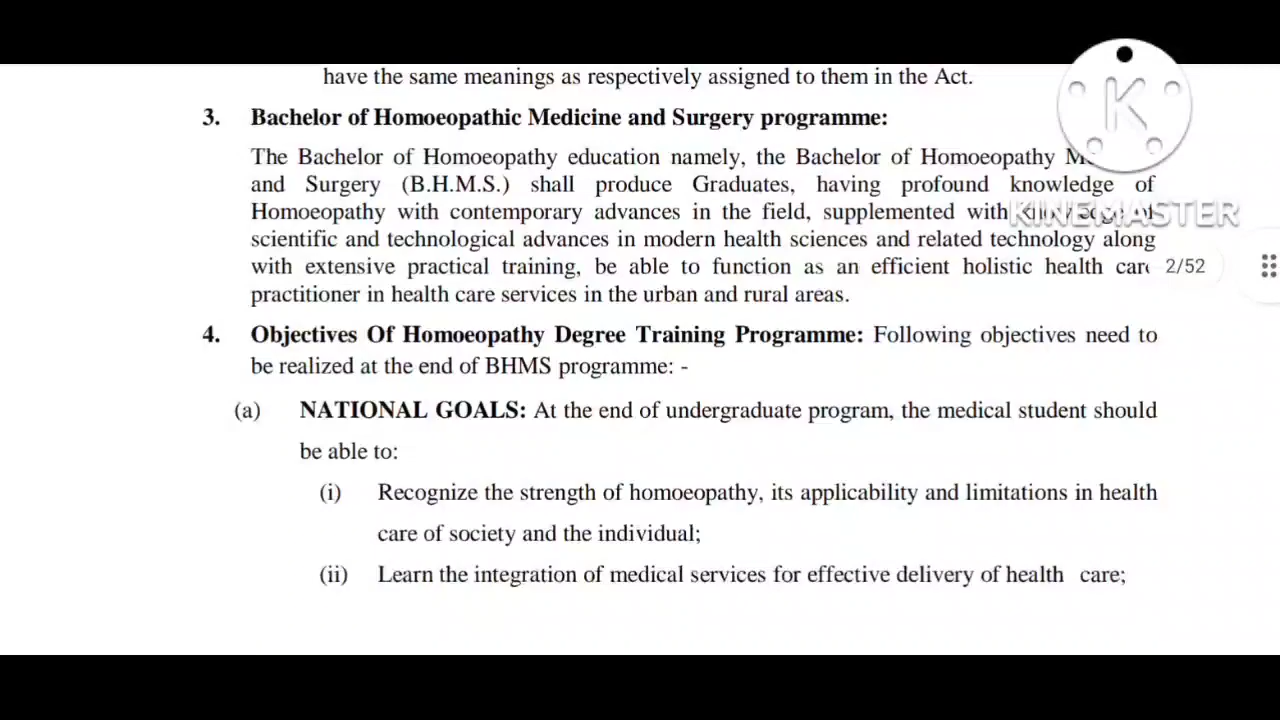 have the same meanings as respectively assigned to them in the Act.
3. Bachelor of Homoeopathic Medicine and Surgery programme:
The Bachelor of Homoeopathy education namely, the Bachelor of Homoeopathy
and Surgery (B.H.M.S.) shall produce Graduates, having profound knowledge of
Homoeopathy with contemporary advances in the field, supplemented with
KINEMASTER
scientific and technological advances in modern health sciences and related technology along
with extensive practical training, be able to function as an efficient holistic health care
2/52
practitioner in health care services in the urban and rural areas.
4. Objectives Of Homoeopathy Degree Training Programme: Following objectives need to
be realized at the end of BHMS programme: -
(a) NATIONAL GOALS: At the end of undergraduate program, the medical student should
be able to:
(i) Recognize the strength of homoeopathy, its applicability and limitations in health
care of society and the individual;
(ii) Learn the integration of medical services for effective delivery of health care;